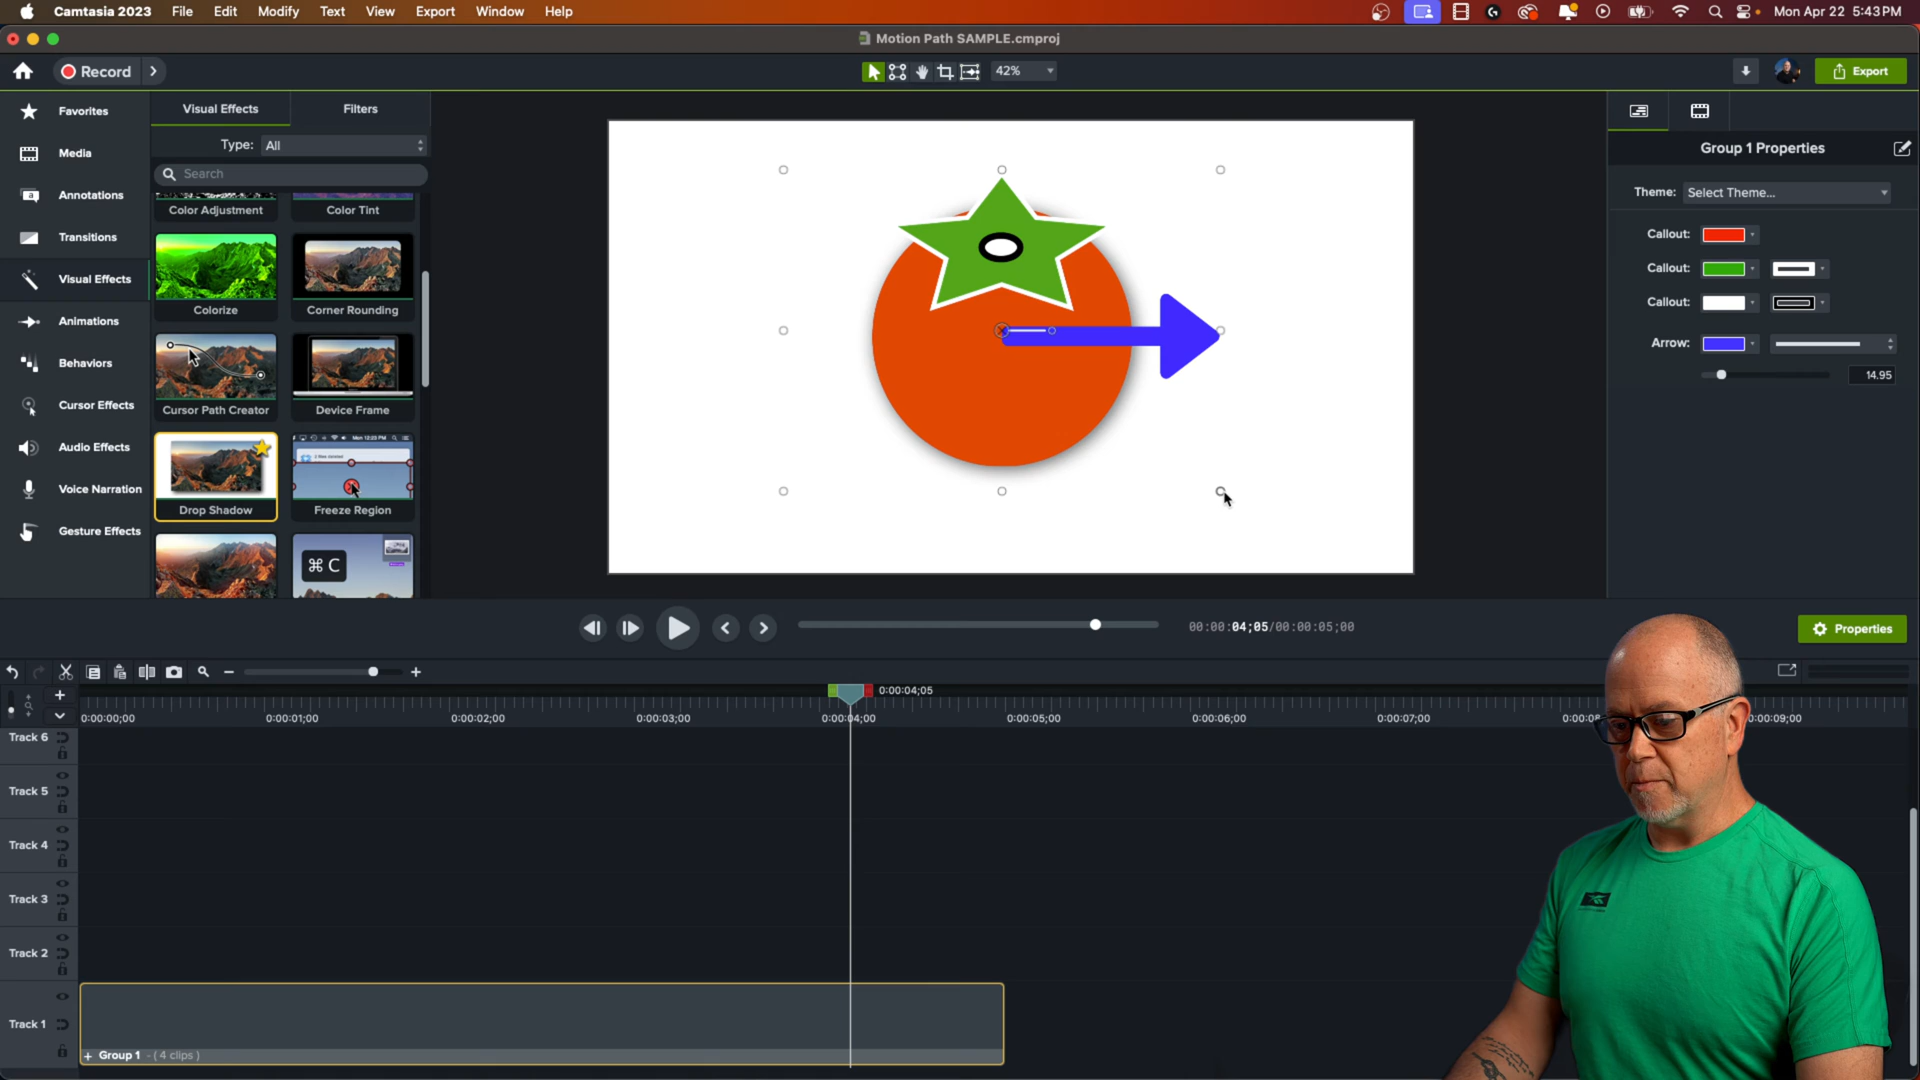 Camtasia 2023 File Edit Modify Text View Export Window Help Mon Apr 22 5:43 PM
Motion Path SAMPLE.cmproj
Record 42% Export
Favorites
Media
Annotations
Transitions
Visual Effects
Animations
Behaviors
Cursor Effects
Audio Effects
Voice Narration
Gesture Effects
Visual Effects Filters
Type: All
Search
Color Adjustment Color Tint
Colorize Corner Rounding
Cursor Path Creator Device Frame
Drop Shadow Freeze Region
⌘ C
Group 1 Properties
Theme: Select Theme...
Callout:
Callout:
Callout:
Arrow:
14.95
00:00:04;05/00:00:05;00
Properties
0:00:04;05
0:00:00;00 0:00:01;00 0:00:02;00 0:00:03;00 0:00:04;00 0:00:05;00 0:00:06;00 0:00:07;00 0:00:08 0:00:09;00
Track 6
Track 5
Track 4
Track 3
Track 2
Track 1
+ Group 1 - ( 4 clips )